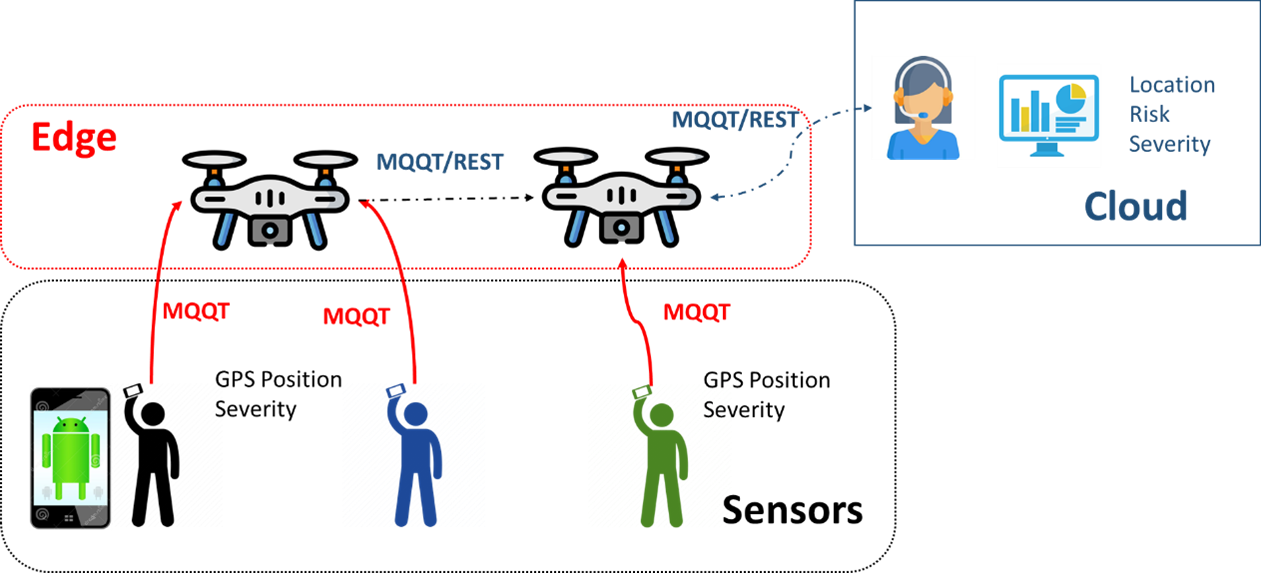 Edge
MQQT/REST
MQQT/REST
Location
Risk
Severity
Cloud
MQQT
MQQT
MQQT
GPS Position
Severity
GPS Position
Severity
Sensors